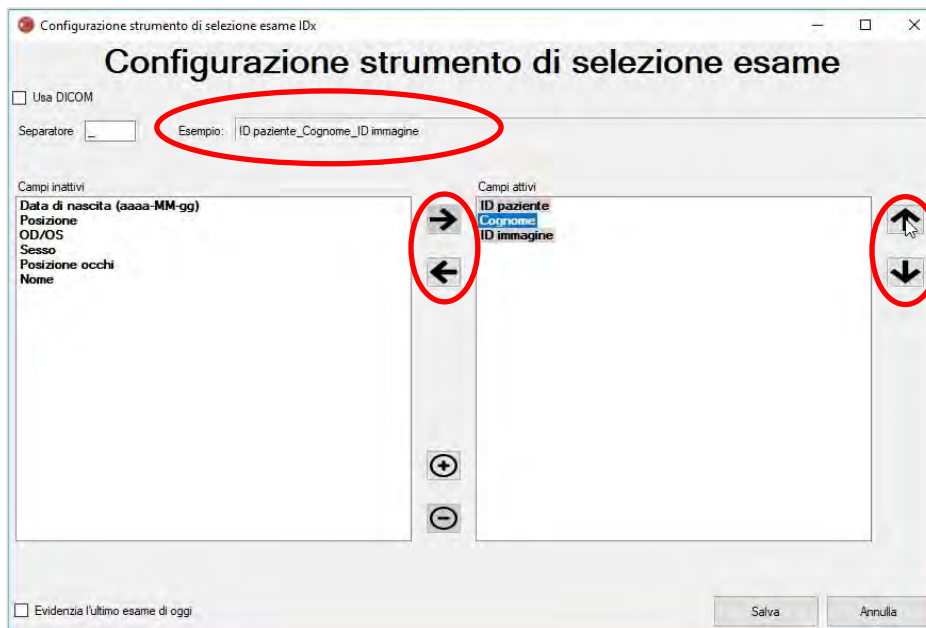 Configurazione strumento di selezione esame IDx
Configurazione strumento di selezione esame
Usa DICOM
Separatore _ Esempio: ID paziente_Cognome_ID immagine
Campi inattivi Campi attivi
Data di nascita (aaaa-MM-gg) ID paziente
Posizione Cognome
OD/OS ID immagine
Sesso
Posizione occhi
Nome
Evidenzia l'ultimo esame di oggi Salva Annulla